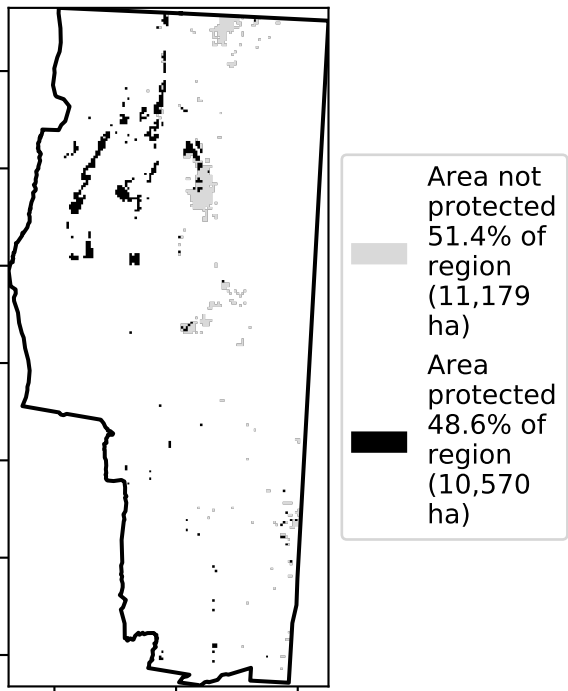 Area not
protected
51.4% of
region
(11,179
ha)
Area
protected
48.6% of
region
(10,570
ha)